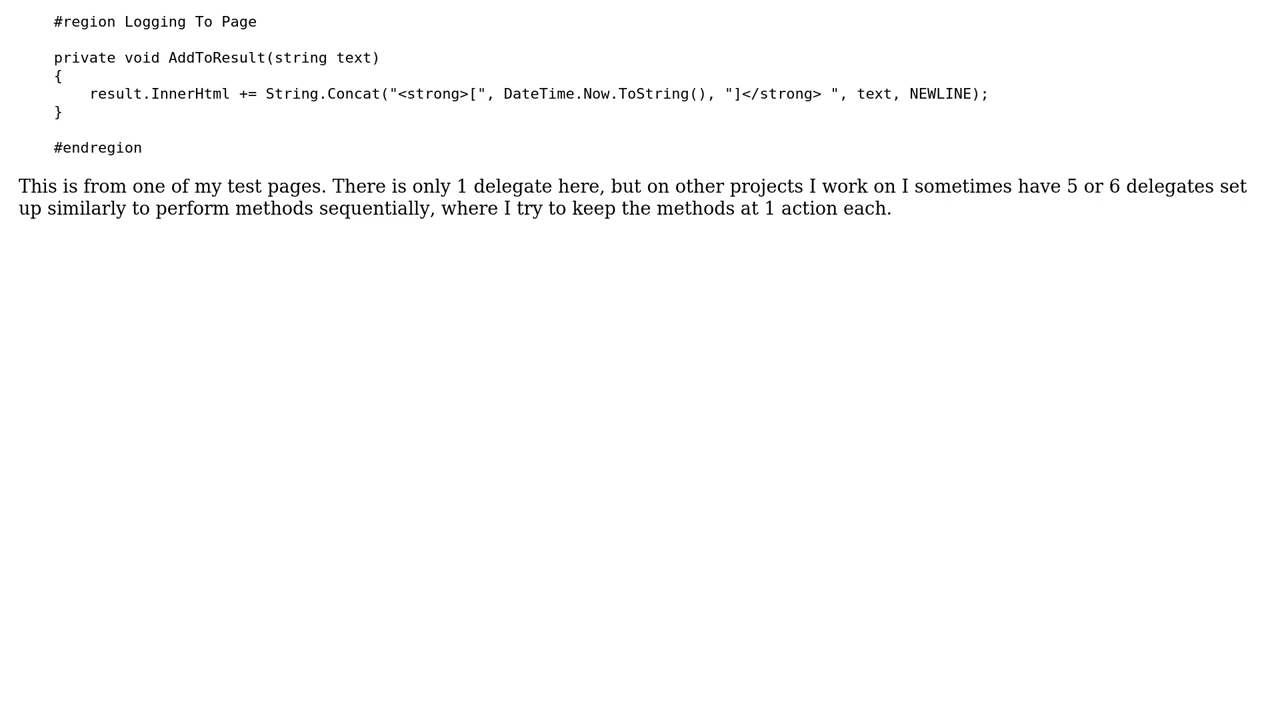 #region Logging To Page
private void AddToResult(string text)
{
    result.InnerHtml += String.Concat("<strong>[", DateTime.Now.ToString(), "]</strong> ", text, NEWLINE);
}
#endregion
This is from one of my test pages. There is only 1 delegate here, but on other projects I work on I sometimes have 5 or 6 delegates set
up similarly to perform methods sequentially, where I try to keep the methods at 1 action each.